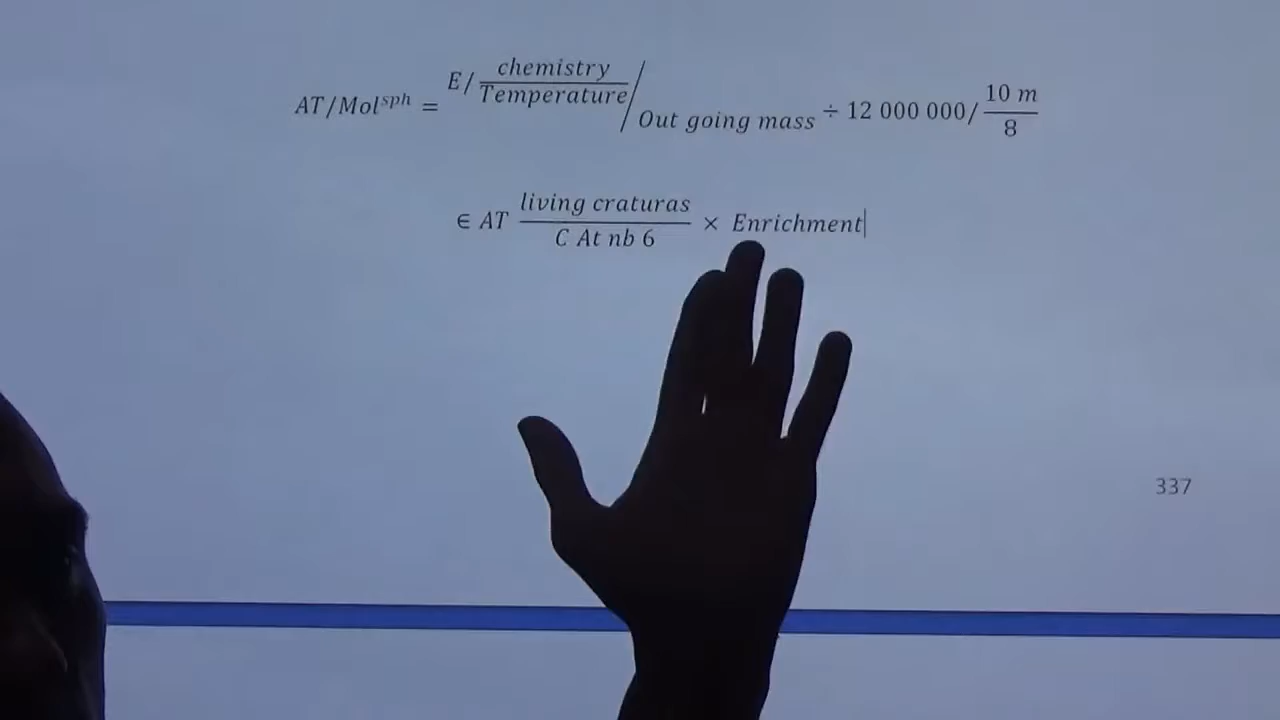 AT/Mol^sph = E/ chemistry/Temperature / Out going mass ÷ 12 000 000/ 10 m/8
∈ AT living craturas/C At nb 6 × Enrichment
337